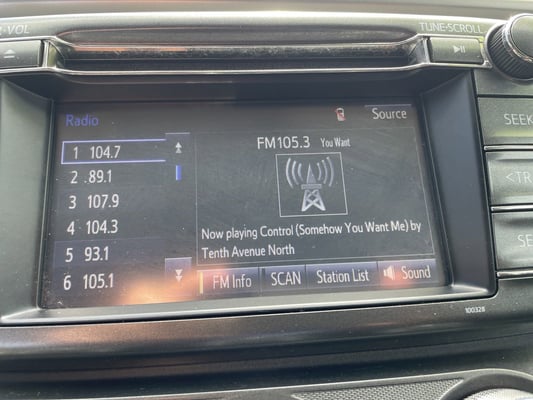 VOL
TUNE•SCROLL
Radio
Source
1 104.7
2 .89.1
3 107.9
4 104.3
5 93.1
6 105.1
FM105.3 You Want
Now playing Control (Somehow You Want Me) by
Tenth Avenue North
FM Info
SCAN
Station List
Sound
SEEK
<TR
SE
100328